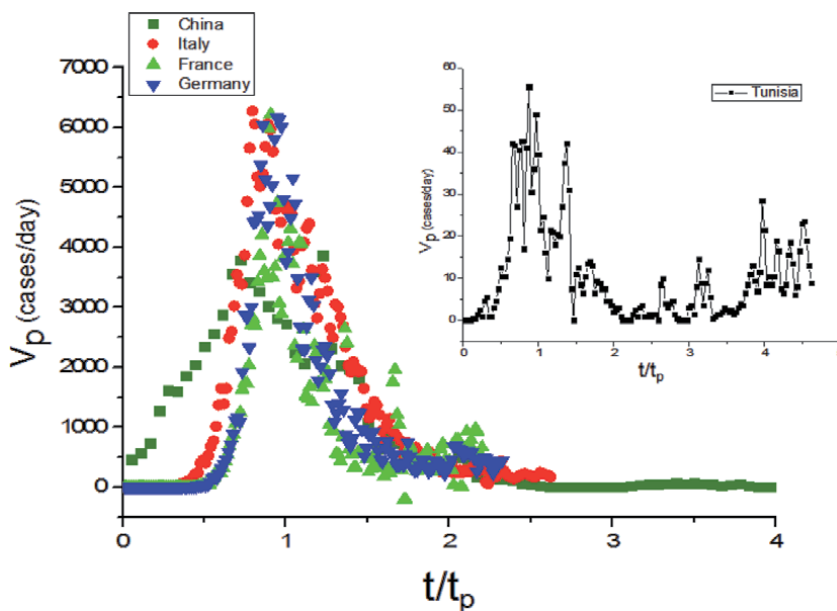 China
Italy
France
Germany
7000
6000
5000
4000
3000
2000
1000
0
Vp (cases/day)
0 1 2 3 4
t/tp
Tunisia
60
50
40
30
20
10
0
Vp (cases/day)
0 1 2 3 4
t/tp